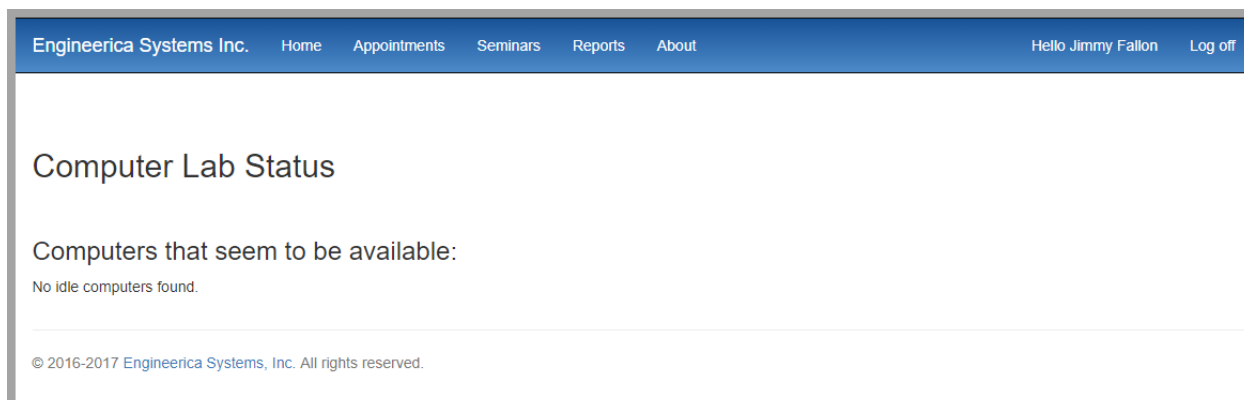 Engineerica Systems Inc. Home Appointments Seminars Reports About Hello Jimmy Fallon Log off
Computer Lab Status
Computers that seem to be available:
No idle computers found.
© 2016-2017 Engineerica Systems, Inc. All rights reserved.